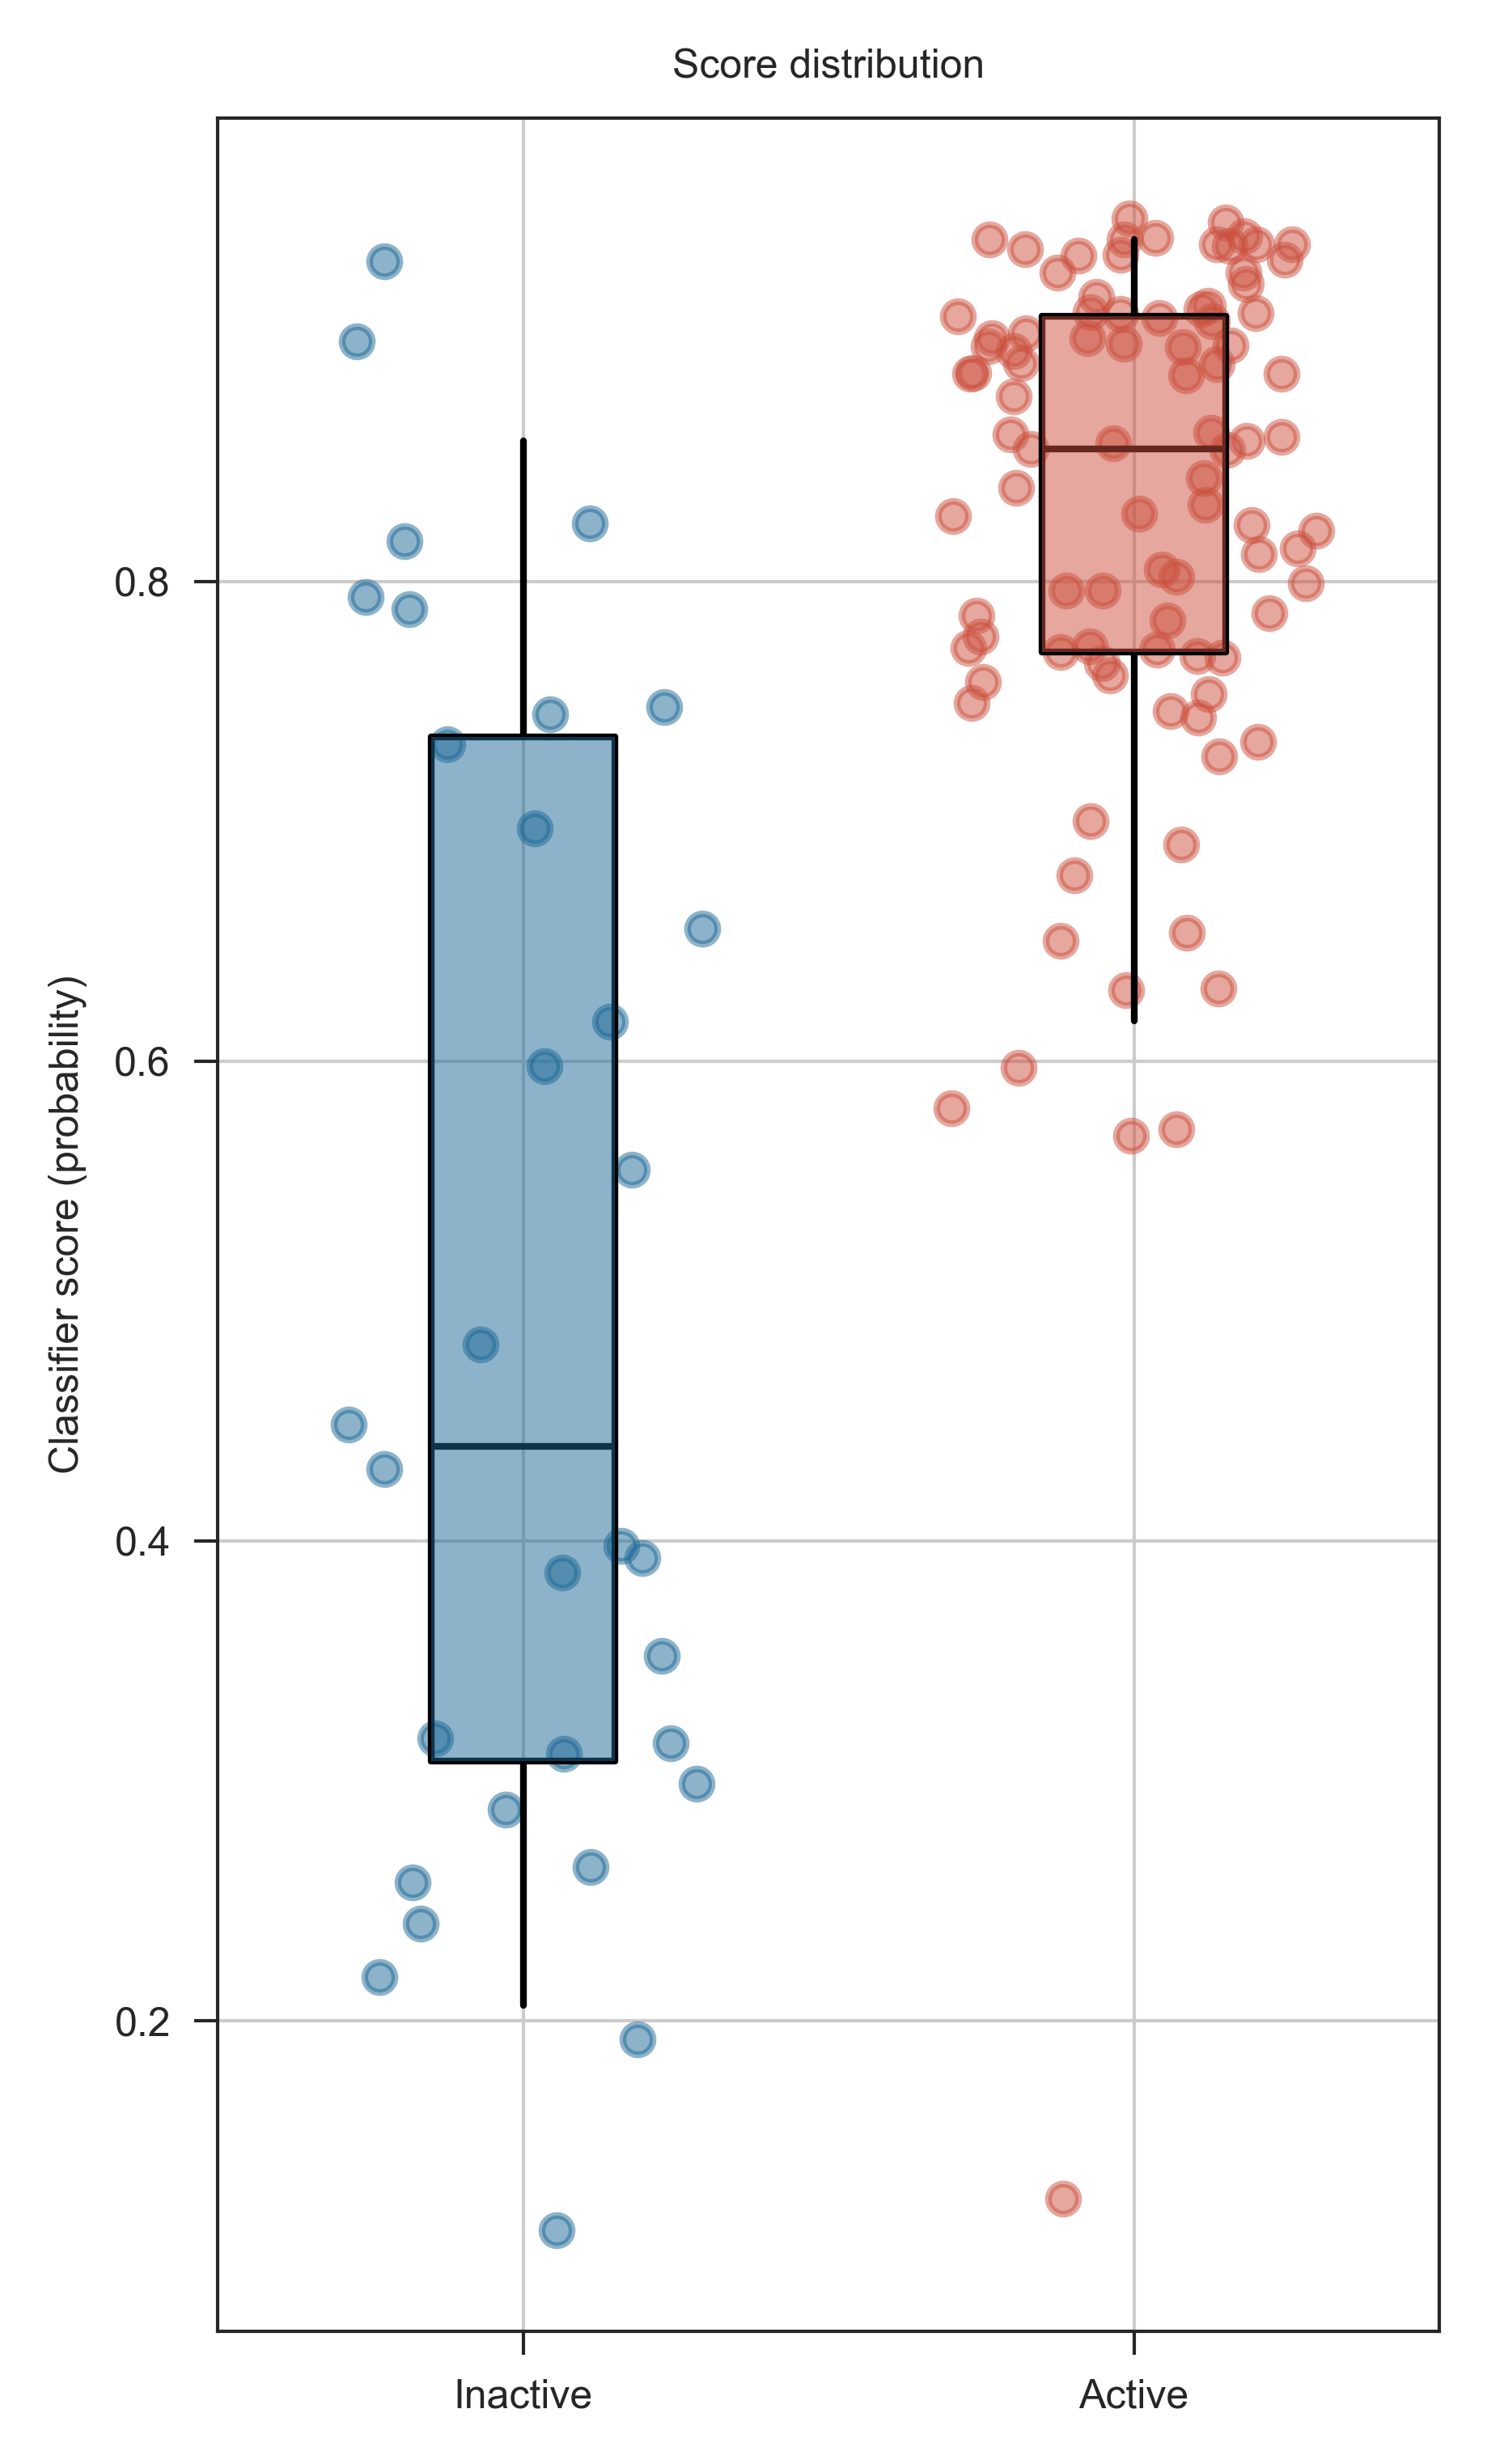 Score distribution
Classifier score (probability)
0.8
0.6
0.4
0.2
Inactive
Active